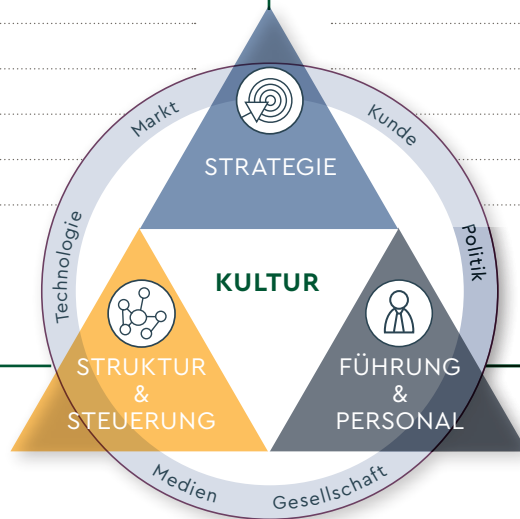 Markt
Kunde
STRATEGIE
Technologie
Politik
KULTUR
STRUKTUR
&
STEUERUNG
FÜHRUNG
&
PERSONAL
Medien
Gesellschaft